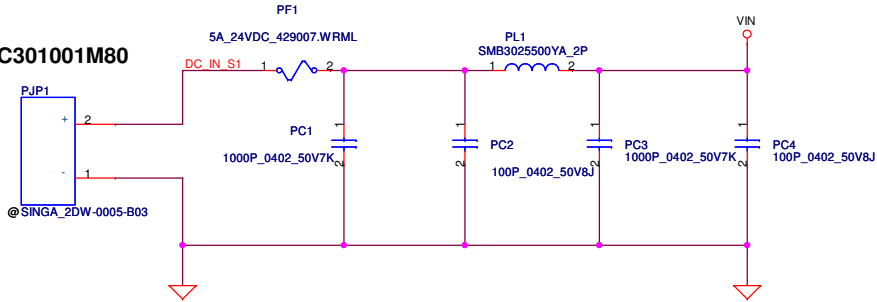 PF1
5A_24VDC_429007.WRML
VIN
C301001M80
PL1
SMB3025500YA_2P
DC_IN_S1
1
2
1
2
PJP1
+
2
-
1
@SINGA_2DW-0005-B03
1
2
PC1
1000P_0402_50V7K
1
2
PC2
100P_0402_50V8J
1
2
PC3
1000P_0402_50V7K
1
2
PC4
100P_0402_50V8J